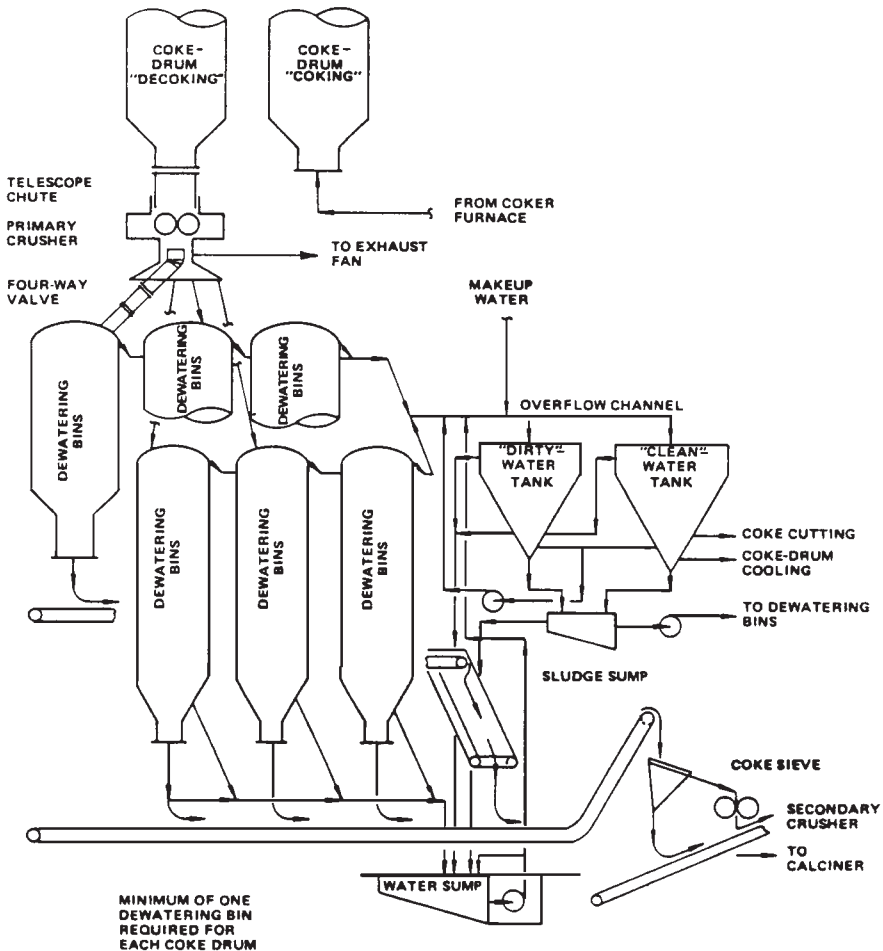 COKE-
DRUM
"DECOKING"
COKE-
DRUM
"COKING"
TELESCOPE
CHUTE
PRIMARY
CRUSHER
FROM COKER
FURNACE
TO EXHAUST
FAN
FOUR-WAY
VALVE
MAKEUP
WATER
DEWATERING
BINS
DEWATERING
BINS
DEWATERING
BINS
OVERFLOW CHANNEL
"DIRTY"-
WATER
TANK
"CLEAN"-
WATER
TANK
DEWATERING
BINS
DEWATERING
BINS
DEWATERING
BINS
COKE CUTTING
COKE-DRUM
COOLING
TO DEWATERING
BINS
SLUDGE SUMP
COKE SIEVE
SECONDARY
CRUSHER
TO
CALCINER
WATER SUMP
MINIMUM OF ONE
DEWATERING BIN
REQUIRED FOR
EACH COKE DRUM